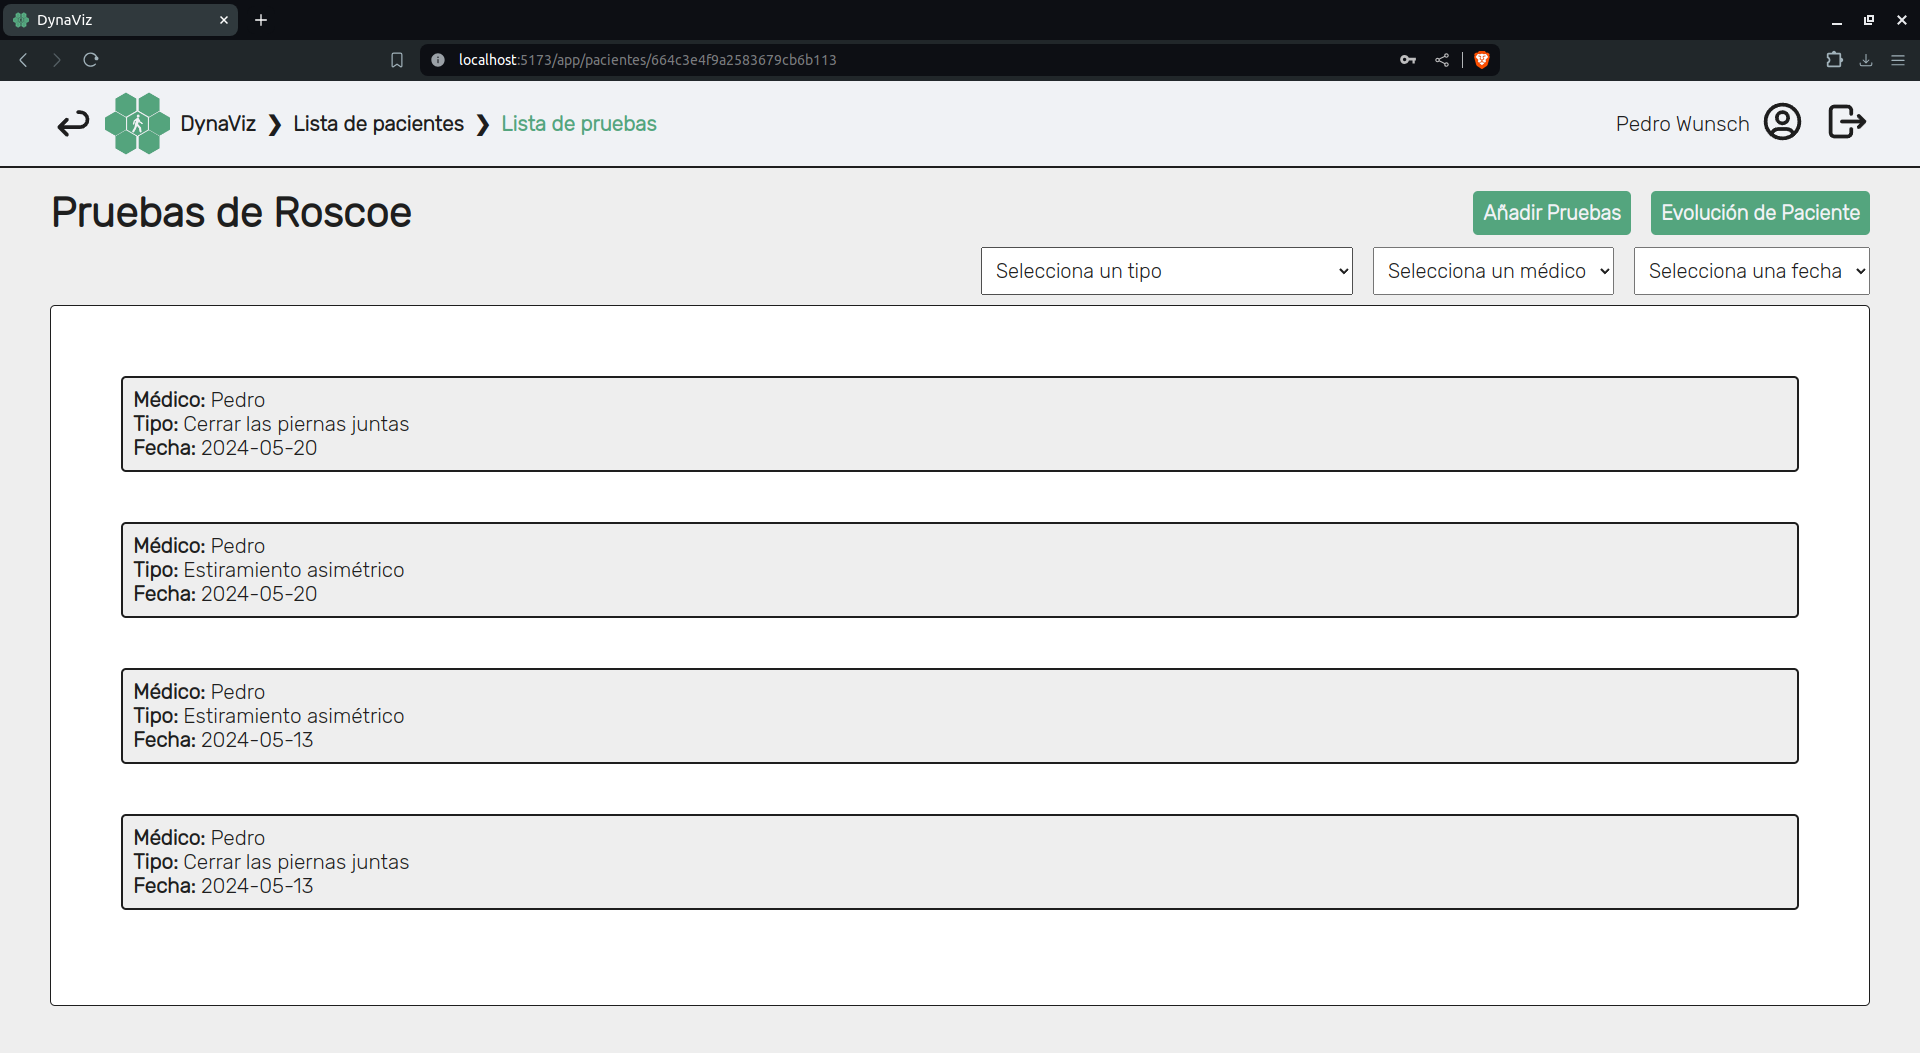 DynaViz
localhost:5173/app/pacientes/664c3e4f9a2583679cb6b113
DynaViz ❯ Lista de pacientes ❯ Lista de pruebas
Pedro Wunsch
Pruebas de Roscoe
Añadir Pruebas
Evolución de Paciente
Selecciona un tipo
Selecciona un médico
Selecciona una fecha
Médico: Pedro
Tipo: Cerrar las piernas juntas
Fecha: 2024-05-20
Médico: Pedro
Tipo: Estiramiento asimétrico
Fecha: 2024-05-20
Médico: Pedro
Tipo: Estiramiento asimétrico
Fecha: 2024-05-13
Médico: Pedro
Tipo: Cerrar las piernas juntas
Fecha: 2024-05-13